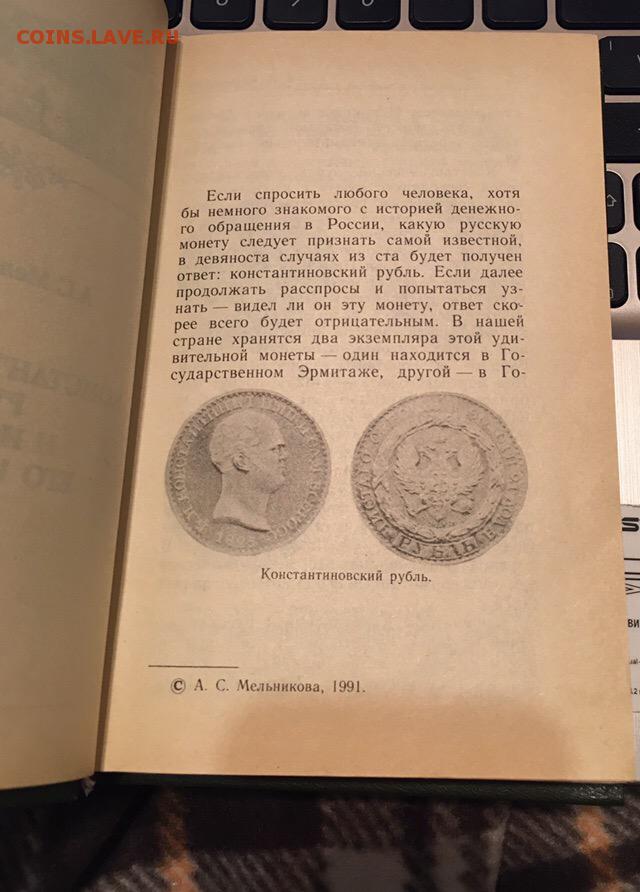 COINS.LAVE.RU
Если спросить любого человека, хотя
бы немного знакомого с историей денежно-
го обращения в России, какую русскую
монету следует признать самой известной,
в девяноста случаях из ста будет получен
ответ: константиновский рубль. Если далее
продолжать расспросы и попытаться уз-
нать — видел ли он эту монету, ответ ско-
рее всего будет отрицательным. В нашей
стране хранятся два экземпляра этой уди-
вительной монеты — один находится в Го-
сударственном Эрмитаже, другой — в Го-
РУБЛЬ
Константиновский рубль.
© А. С. Мельникова, 1991.